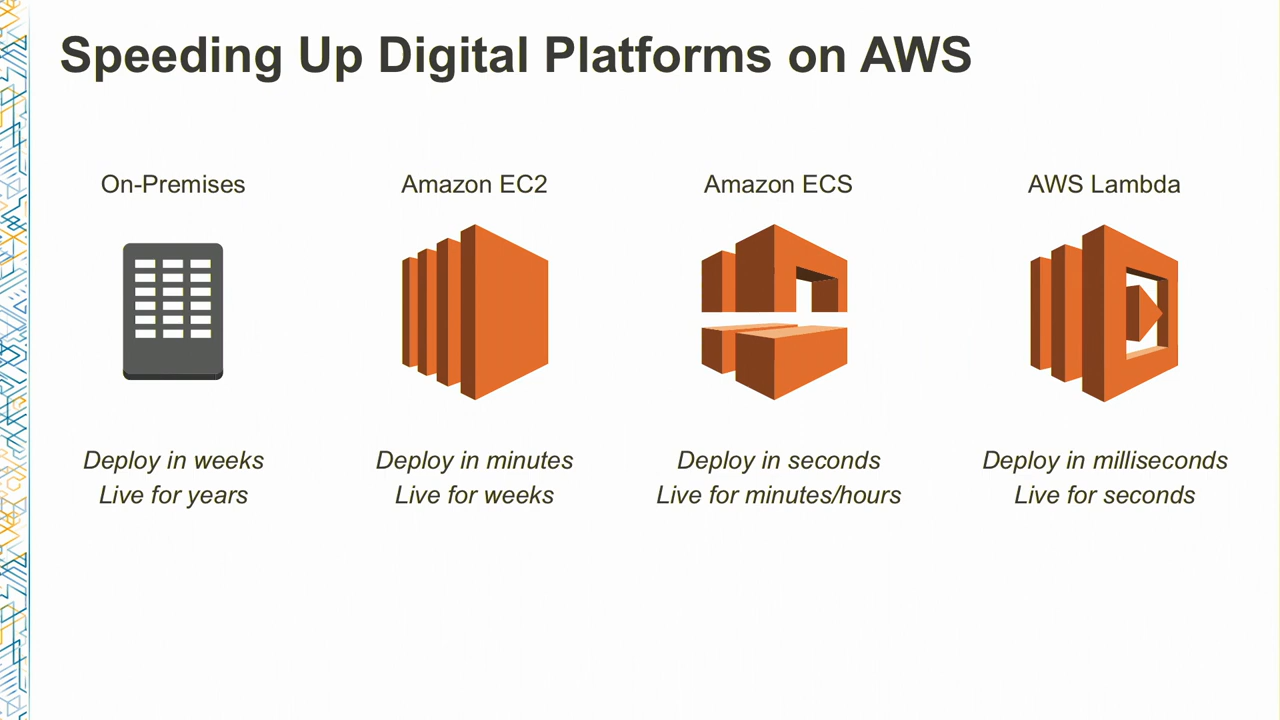 Speeding Up Digital Platforms on AWS
On-Premises
Amazon EC2
Amazon ECS
AWS Lambda
Deploy in weeks
Live for years
Deploy in minutes
Live for weeks
Deploy in seconds
Live for minutes/hours
Deploy in milliseconds
Live for seconds